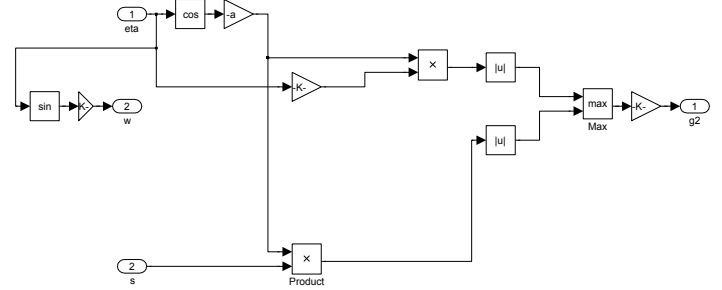 1
eta
cos
-a
sin
K-
2
w
-K-
×
|u|
|u|
max
Max
-K-
1
g2
2
s
×
Product